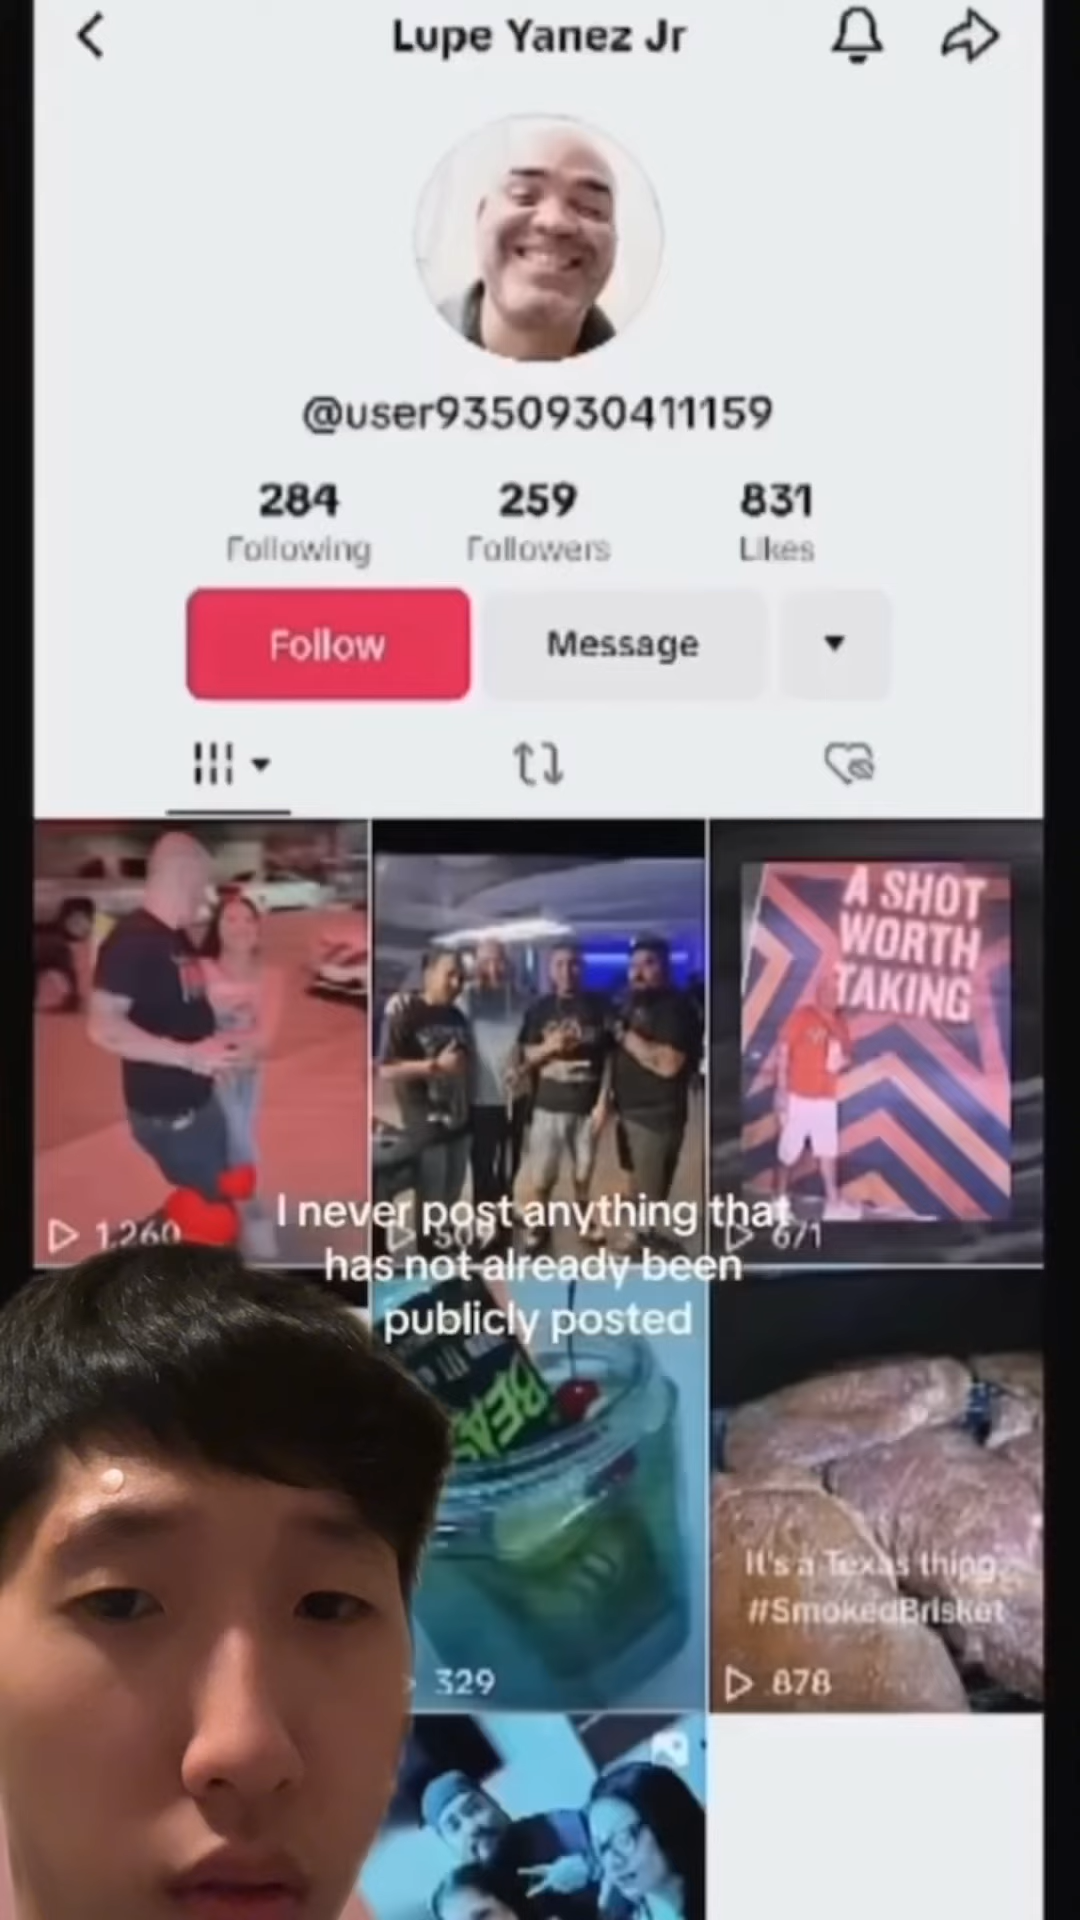 Lupe Yanez Jr
@user9350930411159
284
259
831
Following
Followers
Likes
Follow
Message
A SHOT
WORTH
TAKING
1,260
509
671
I never post anything that
has not already been
publicly posted
It's a Texas thing
#SmokedBrisket
329
878